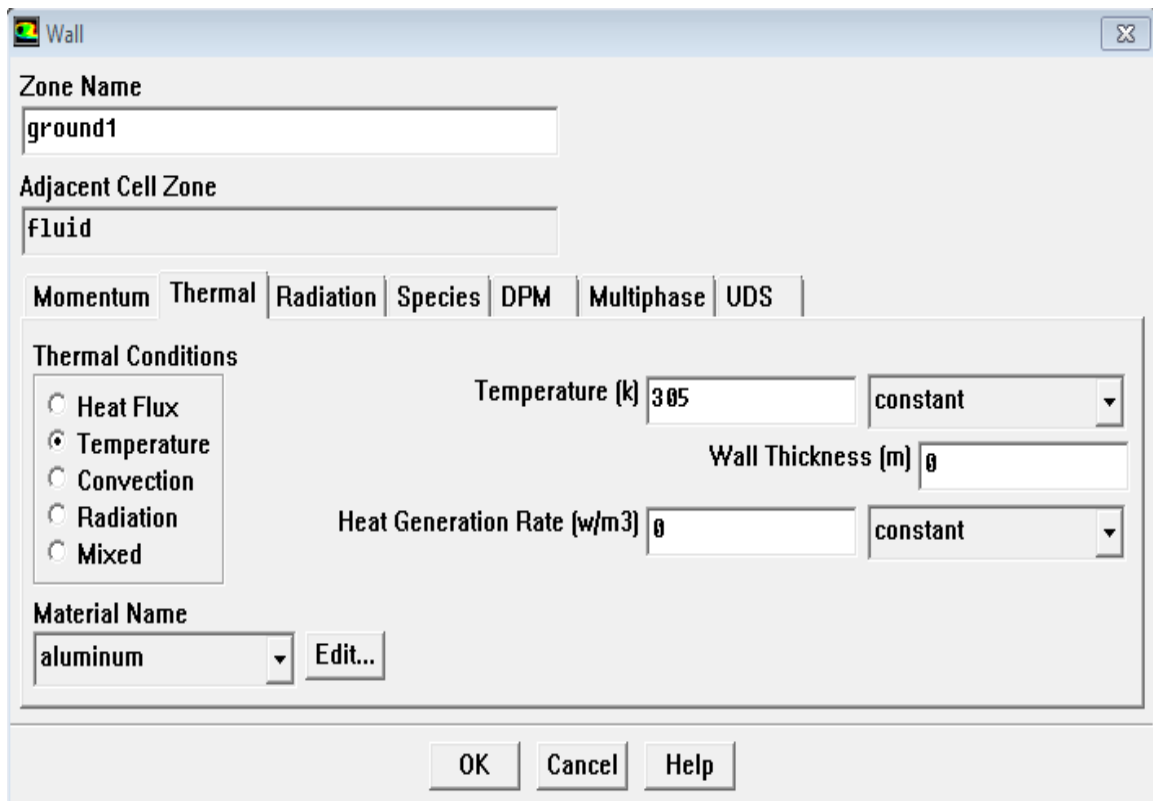 Wall
Zone Name
ground1
Adjacent Cell Zone
fluid
Momentum Thermal Radiation Species DPM Multiphase UDS
Thermal Conditions
Heat Flux
Temperature
Convection
Radiation
Mixed
Temperature (k) 305 constant
Wall Thickness (m) 0
Heat Generation Rate (w/m3) 0 constant
Material Name
aluminum Edit...
OK Cancel Help